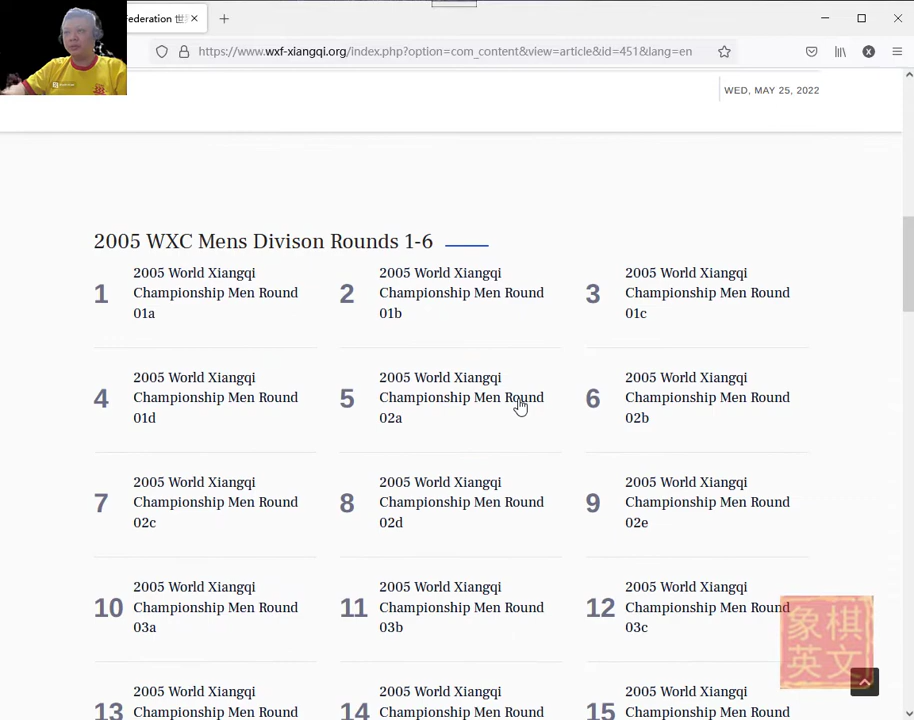 Federation 世
https://www.wxf-xiangqi.org/index.php?option=com_content&view=article&id=451&lang=en
WED, MAY 25, 2022
2005 WXC Mens Divison Rounds 1-6
1 2005 World Xiangqi
Championship Men Round
01a
2 2005 World Xiangqi
Championship Men Round
01b
3 2005 World Xiangqi
Championship Men Round
01c
4 2005 World Xiangqi
Championship Men Round
01d
5 2005 World Xiangqi
Championship Men Round
02a
6 2005 World Xiangqi
Championship Men Round
02b
7 2005 World Xiangqi
Championship Men Round
02c
8 2005 World Xiangqi
Championship Men Round
02d
9 2005 World Xiangqi
Championship Men Round
02e
10 2005 World Xiangqi
Championship Men Round
03a
11 2005 World Xiangqi
Championship Men Round
03b
12 2005 World Xiangqi
Championship Men Round
03c
13 2005 World Xiangqi
Championship Men Round
14 2005 World Xiangqi
Championship Men Round
15 2005 World Xiangqi
Championship Men Round
象棋
英文